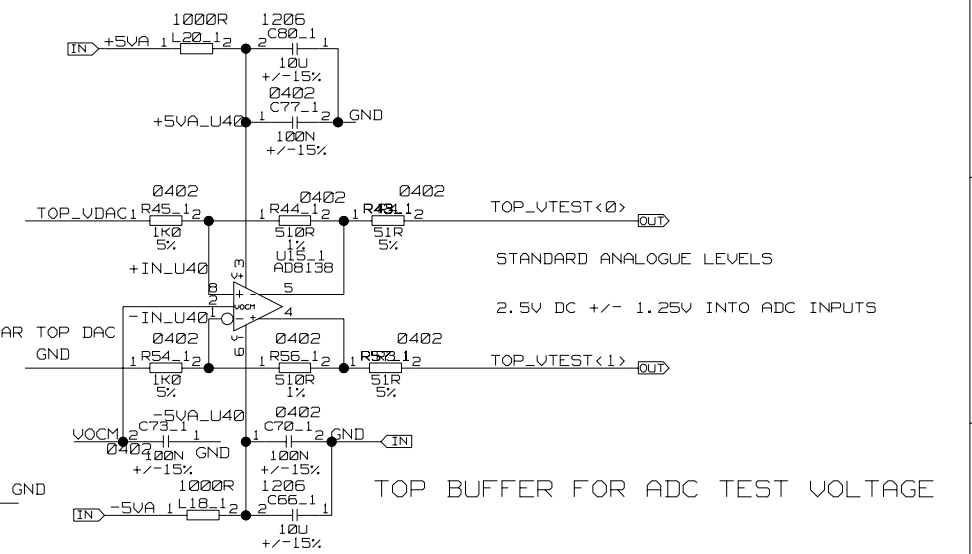 1000R
1206
IN
+5VA
1
L20_1
2
2
C80_1
1
10U
+/-15%
0402
C77_1
+5VA_U40
1
2
GND
100N
+/-15%
0402
0402
0402
TOP_VDAC
1
R45_1
2
1
R44_1
2
1
2
TOP_VTEST<0>
OUT
1K0
510R
51R
5%
1%
5%
U15_1
AD8138
STANDARD ANALOGUE LEVELS
+IN_U40
3
8
+
-
5
2
VOCM
2.5V DC +/- 1.25V INTO ADC INPUTS
-IN_U40
1
-
+
4
6
AR TOP DAC
GND
0402
0402
0402
1
R54_1
2
1
R56_1
2
1
2
TOP_VTEST<1>
OUT
1K0
510R
51R
5%
1%
5%
-5VA_U40
0402
VOCM
2
C73_1
1
1
C70_1
2
GND
IN
0402
100N
GND
100N
+/-15%
+/-15%
GND
1000R
1206
TOP BUFFER FOR ADC TEST VOLTAGE
IN
-5VA
1
L18_1
2
2
C66_1
1
10U
+/-15%